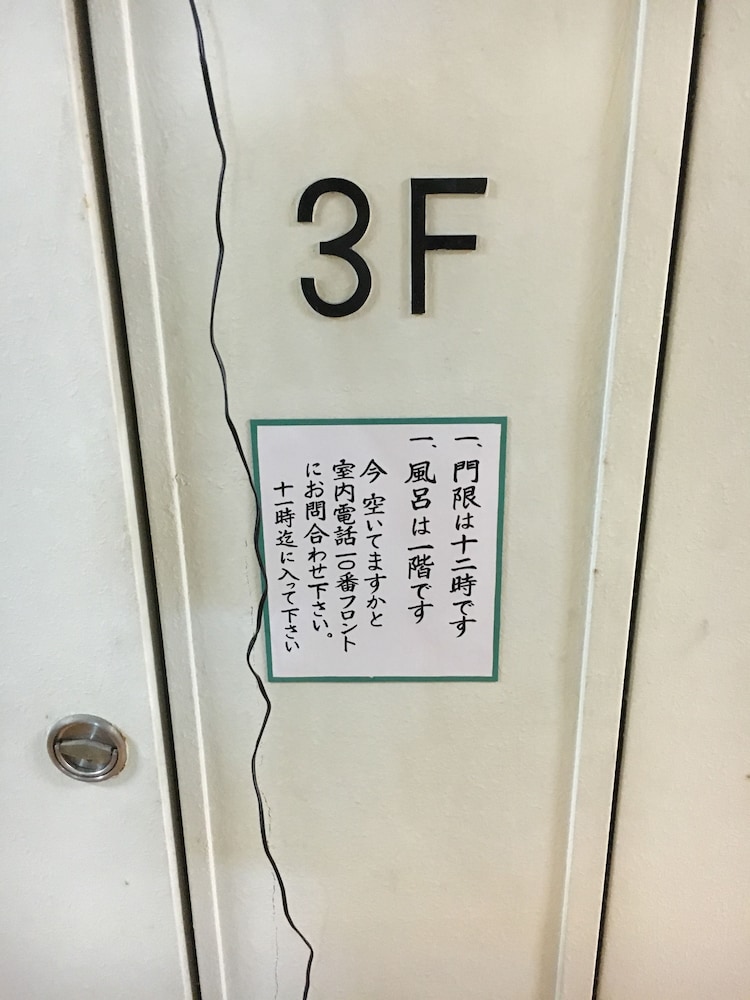 3F
一、門限は十二時です
一、風呂は一階です
今空いてますかと
室内電話一〇番フロント
にお問合わせ下さい。
十一時迄に入って下さい